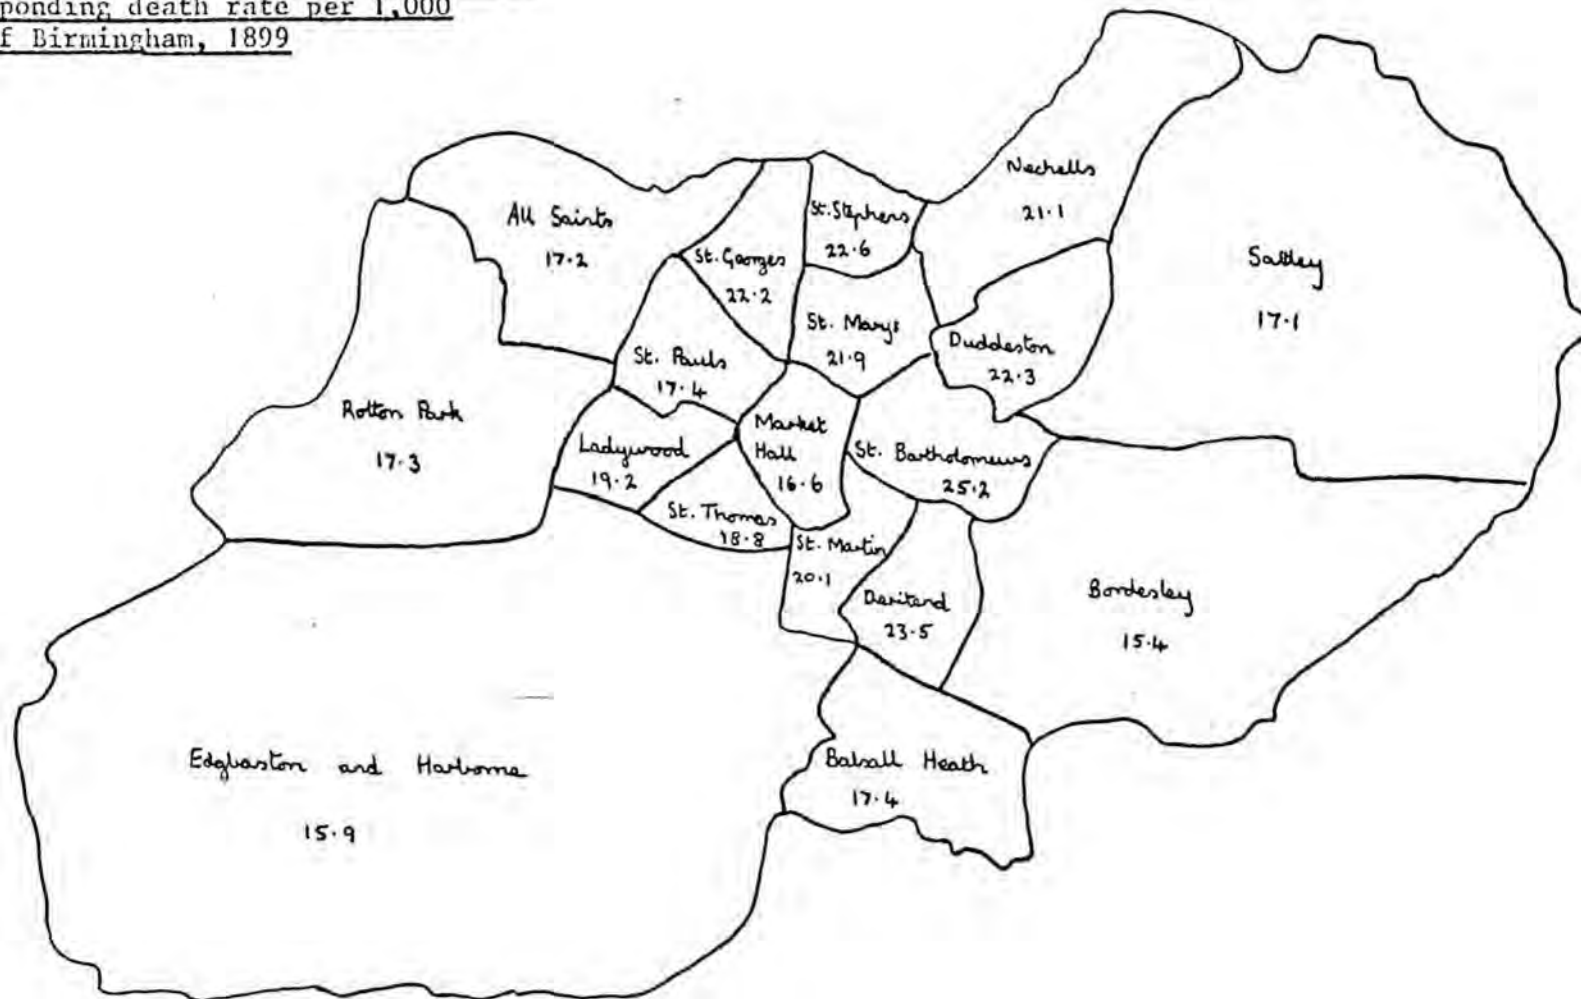 ponding death rate per 1,000
f Birmingham, 1899
Nechells
21.1
All Saints
17.2
St. Stephens
22.6
St. Georges
22.2
Saltley
17.1
St. Marys
21.9
Duddeston
22.3
St. Pauls
17.4
Rotton Park
17.3
Market
Hall
16.6
Ladywood
19.2
St. Bartholomews
25.2
St. Thomas
18.8
St. Martin
20.1
Deritend
23.5
Bordesley
15.4
Edgbaston and Harborne
15.9
Balsall Heath
17.4